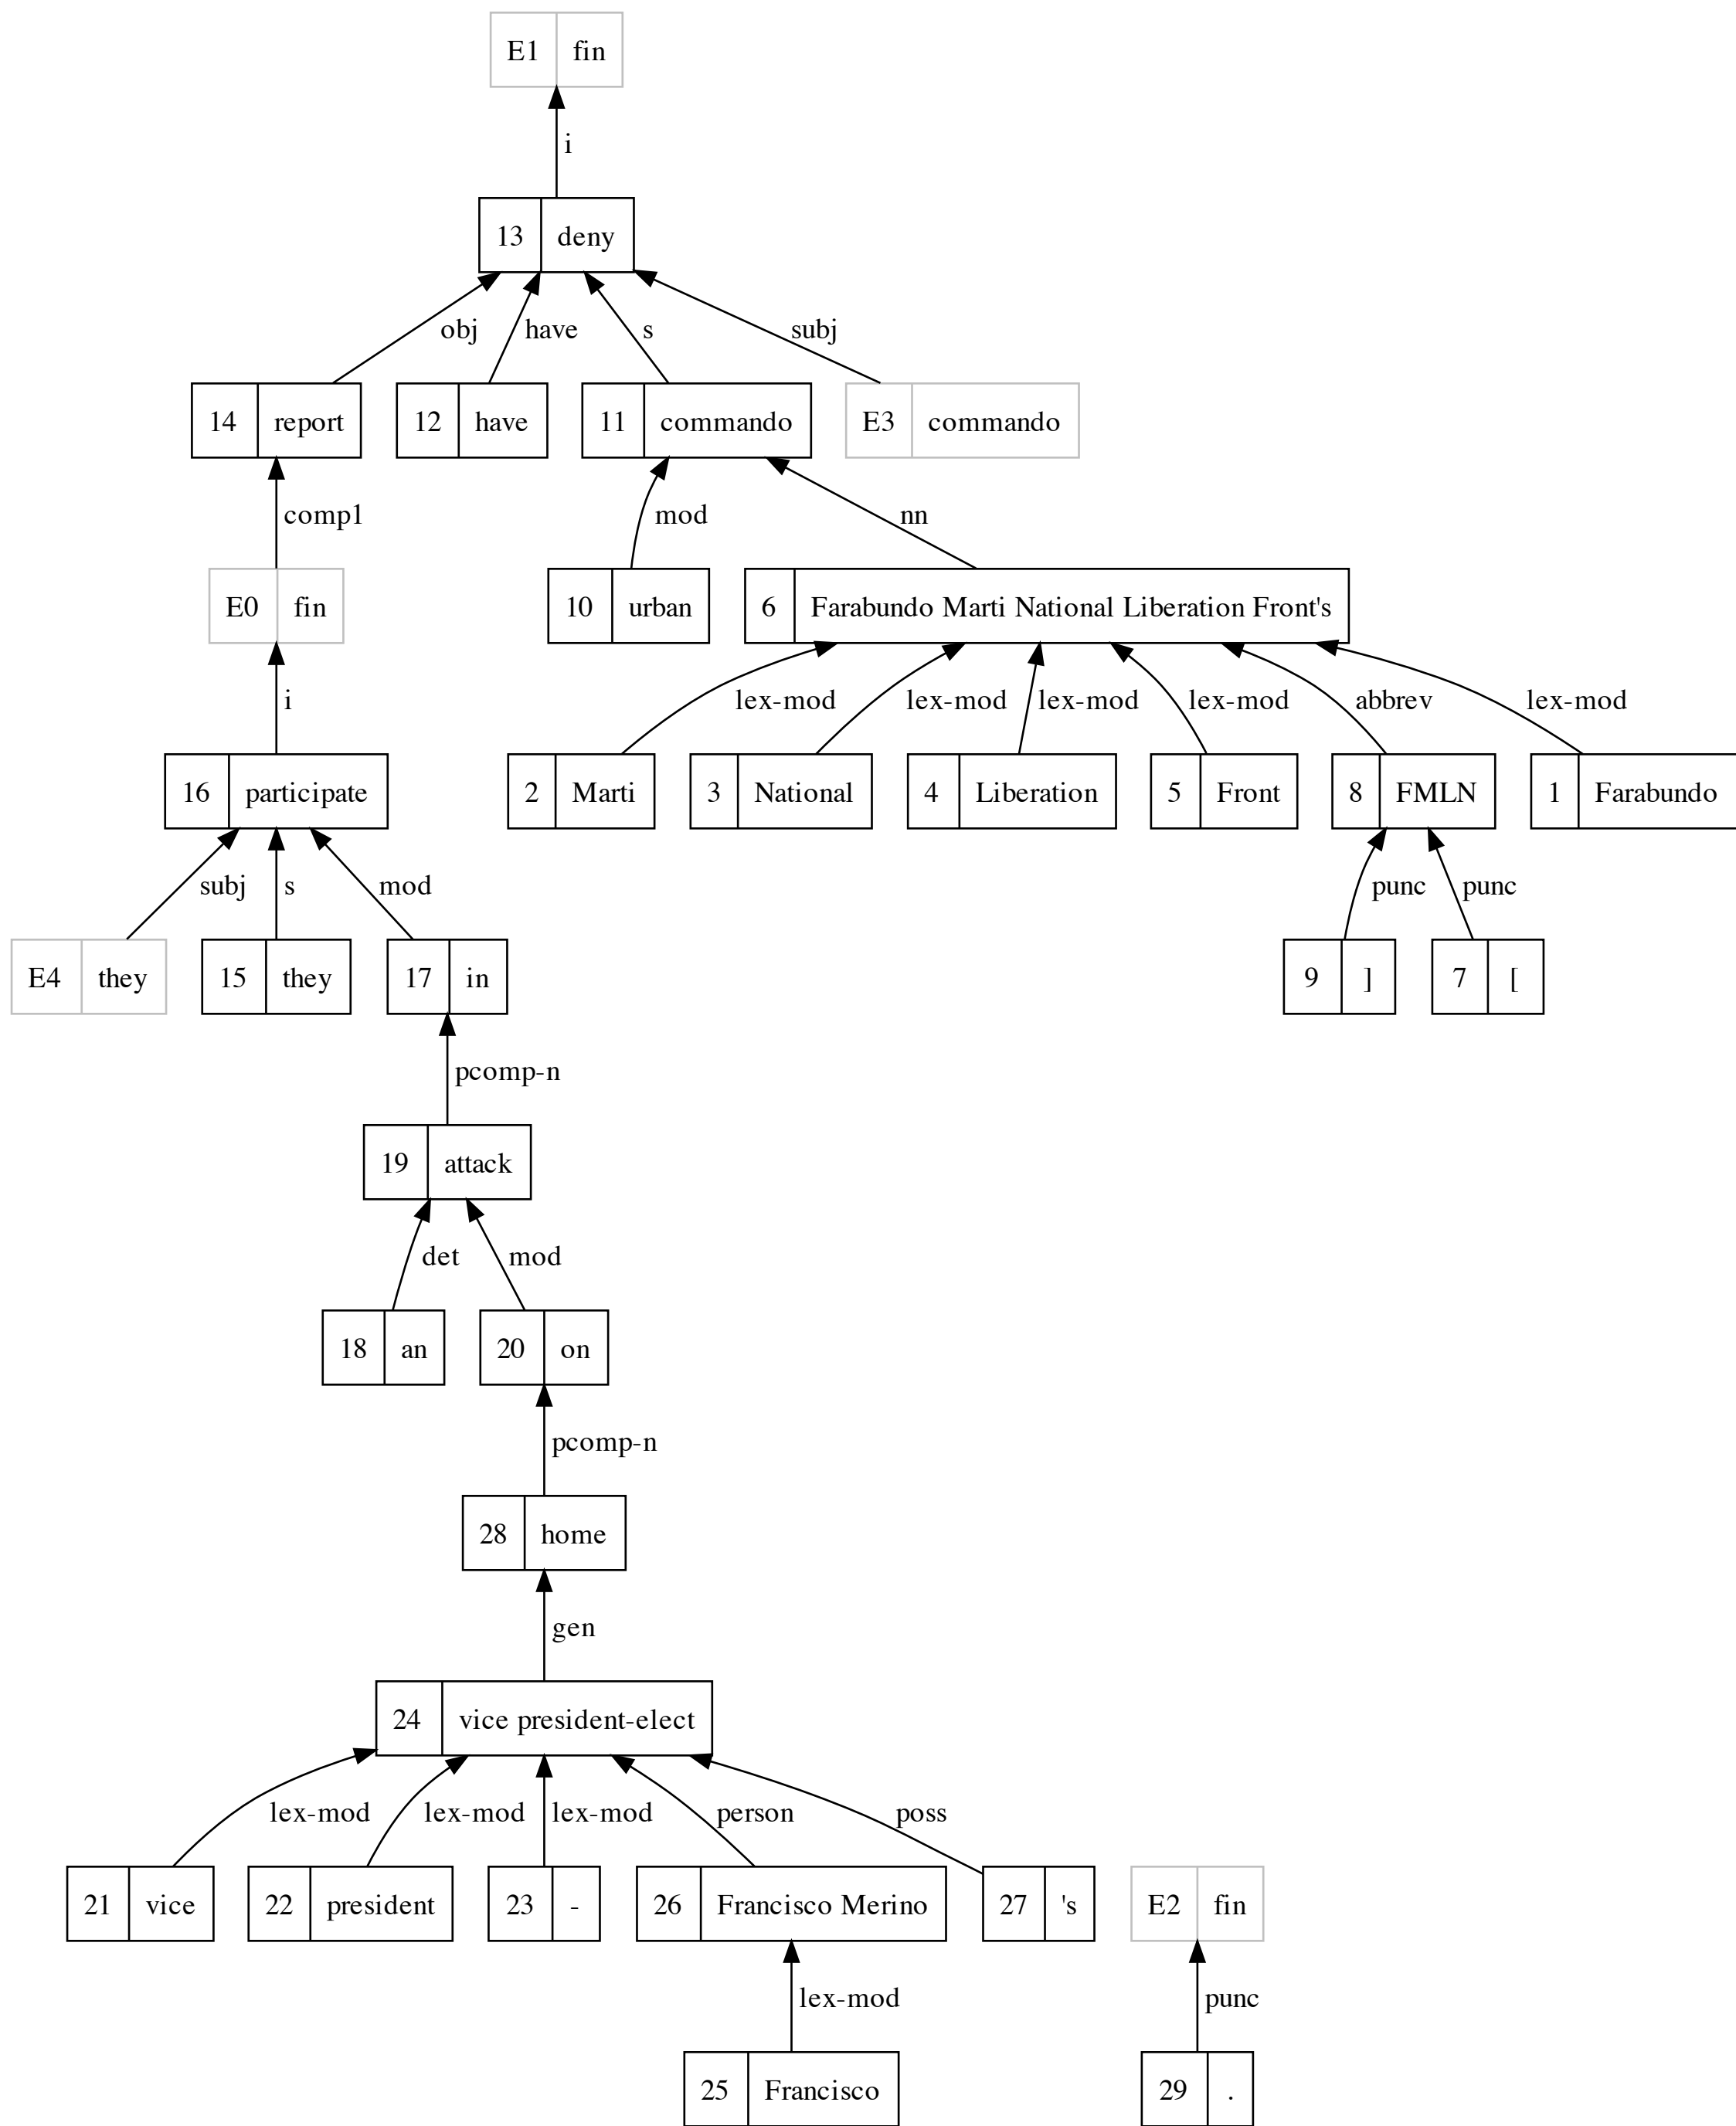 E1 fin
i
13 deny
obj have s subj
14 report 12 have 11 commando E3 commando
comp1 mod nn
E0 fin 10 urban 6 Farabundo Marti National Liberation Front's
i lex-mod lex-mod lex-mod lex-mod abbrev lex-mod
16 participate 2 Marti 3 National 4 Liberation 5 Front 8 FMLN 1 Farabundo
subj s mod punc punc
E4 they 15 they 17 in 9 ] 7 [
pcomp-n
19 attack
det mod
18 an 20 on
pcomp-n
28 home
gen
24 vice president-elect
lex-mod lex-mod lex-mod person poss
21 vice 22 president 23 - 26 Francisco Merino 27 's E2 fin
lex-mod punc
25 Francisco 29 .